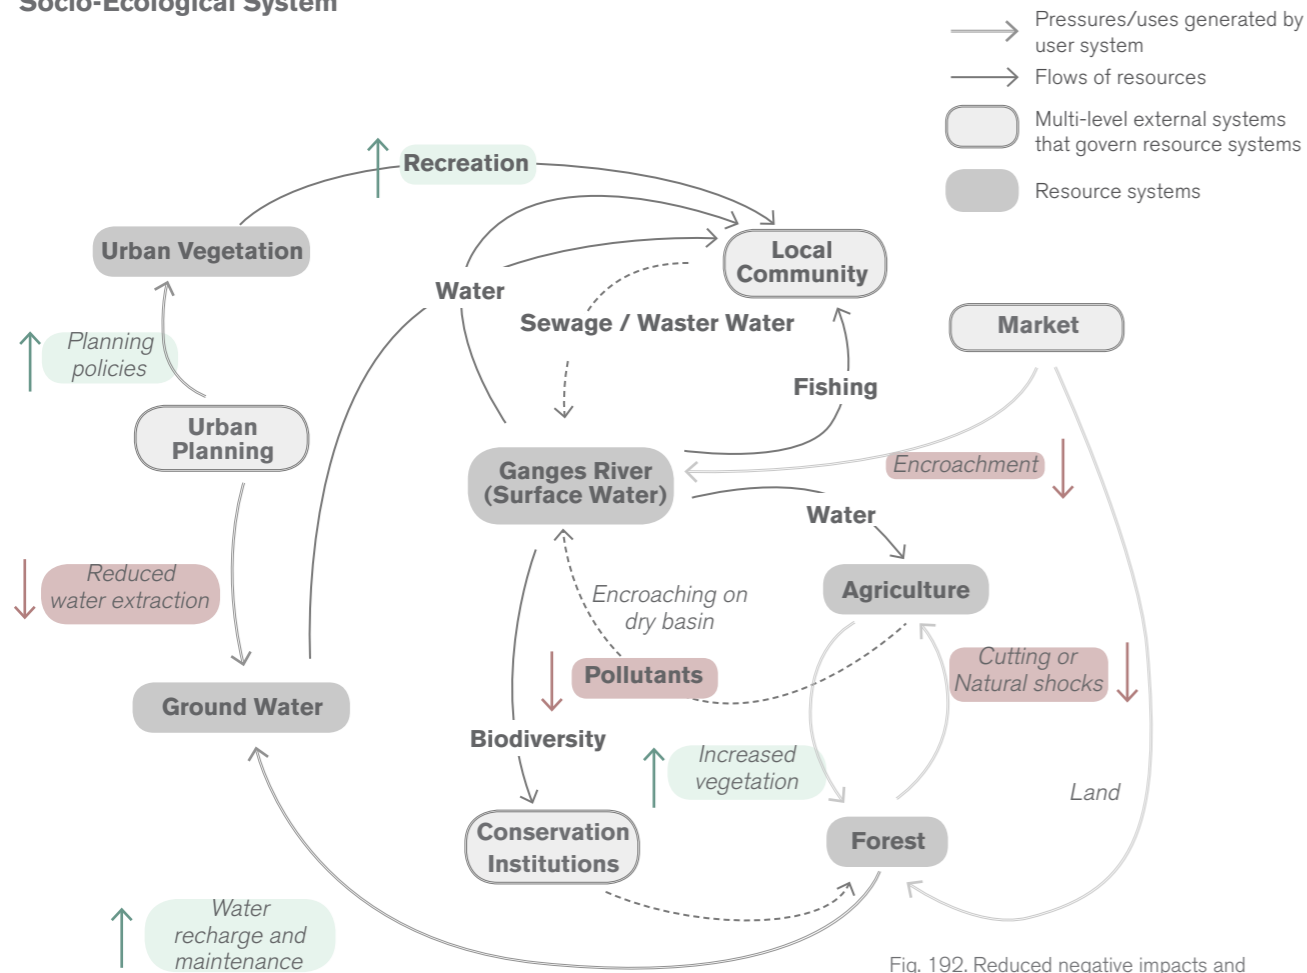 Socio-Ecological System
Pressures/uses generated by
user system
Flows of resources
Multi-level external systems
that govern resource systems
Resource systems
Recreation
Urban Vegetation
Local
Community
Water
Sewage / Waster Water
Market
Planning
policies
Fishing
Urban
Planning
Encroachment
Ganges River
(Surface Water)
Water
Reduced
water extraction
Agriculture
Encroaching on
dry basin
Pollutants
Cutting or
Natural shocks
Ground Water
Biodiversity
Increased
vegetation
Land
Conservation
Institutions
Forest
Water
recharge and
maintenance
Fig. 192. Reduced negative impacts and